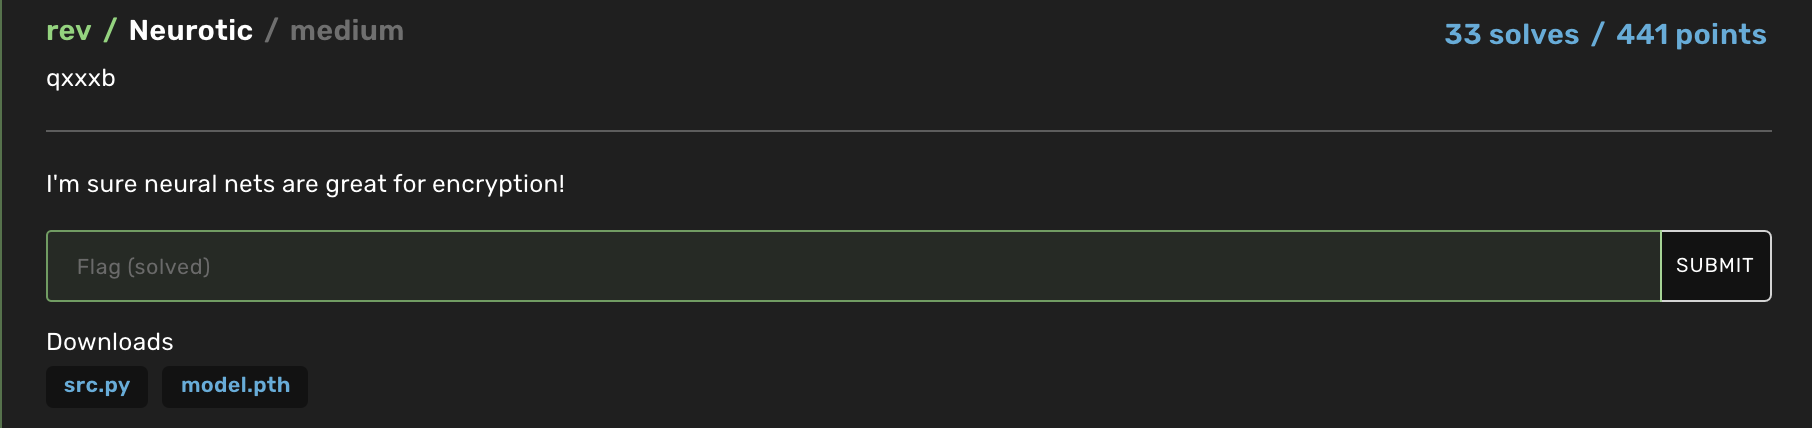 rev / Neurotic / medium
33 solves / 441 points
qxxxb
I'm sure neural nets are great for encryption!
Flag (solved)
SUBMIT
Downloads
src.py model.pth